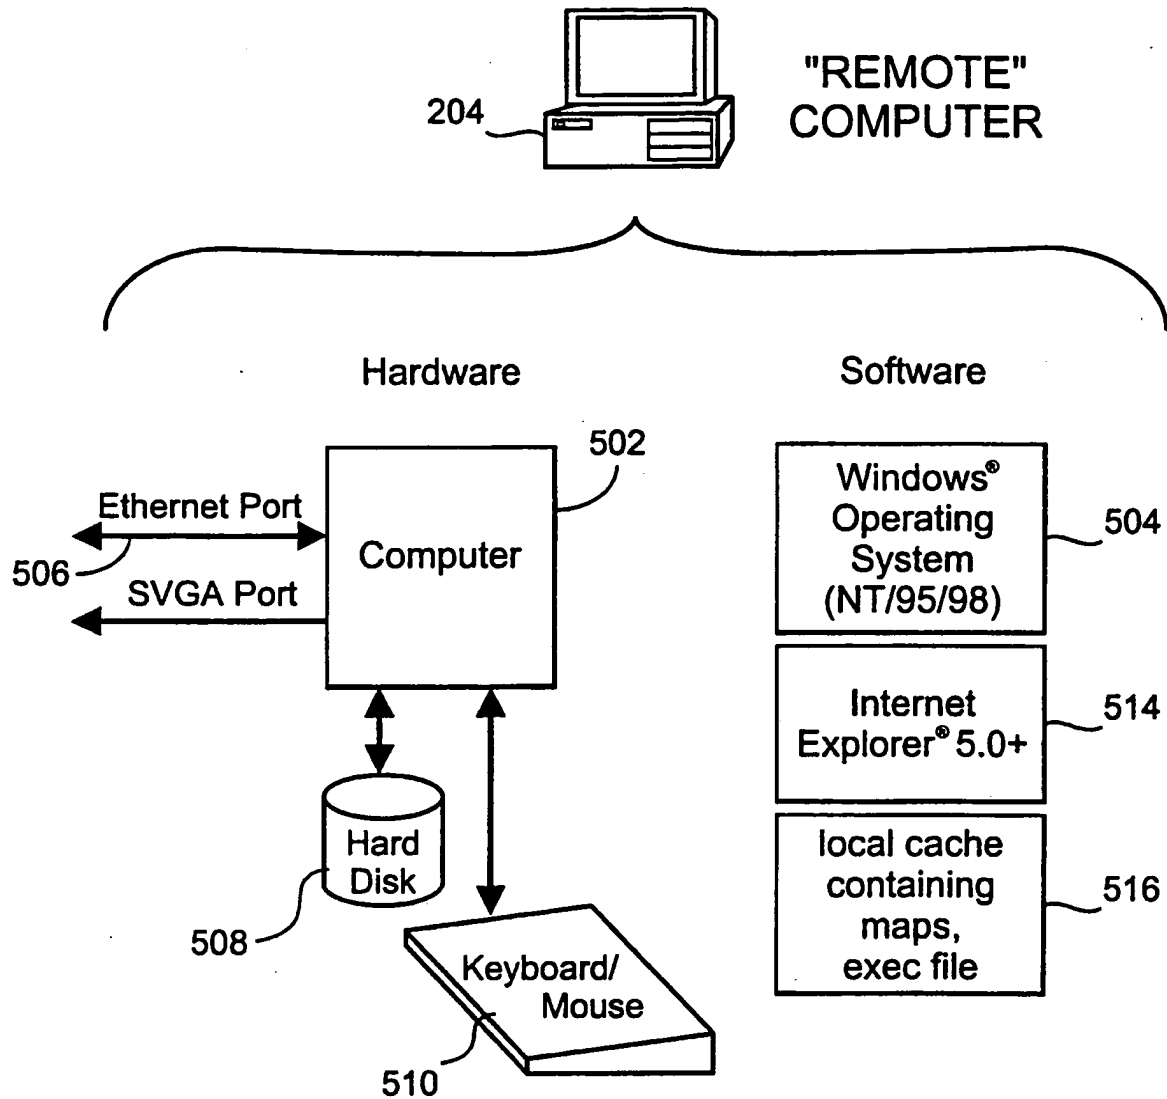 "REMOTE"
COMPUTER
204
Hardware
Software
502
Ethernet Port
506
SVGA Port
Computer
Windows®
Operating
System
(NT/95/98)
504
Internet
Explorer® 5.0+
514
Hard
Disk
508
local cache
containing
maps,
exec file
516
Keyboard/
Mouse
510